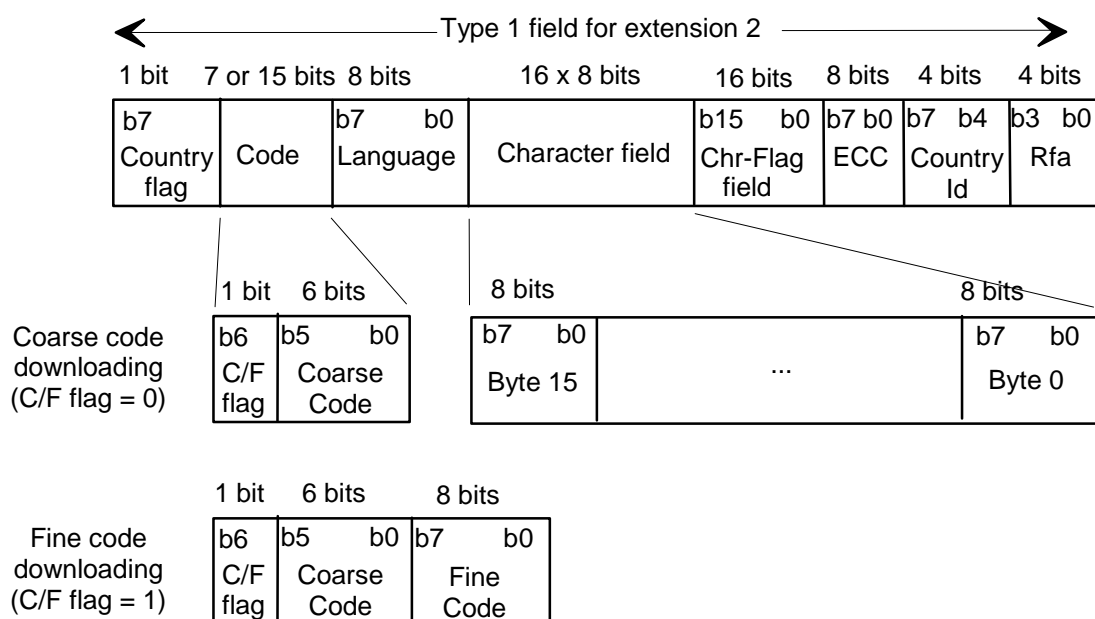 Type 1 field for extension 2
1 bit 7 or 15 bits 8 bits 16 x 8 bits 16 bits 8 bits 4 bits 4 bits
b7 b7 b0 b15 b0 b7 b0 b7 b4 b3 b0
Country Code Language Character field Chr-Flag ECC Country Rfa
flag field Id
1 bit 6 bits 8 bits 8 bits
Coarse code b6 b5 b0 b7 b0 b7 b0
downloading C/F Coarse Byte 15 ... Byte 0
(C/F flag = 0) flag Code
1 bit 6 bits 8 bits
Fine code b6 b5 b0 b7 b0
downloading C/F Coarse Fine
(C/F flag = 1) flag Code Code